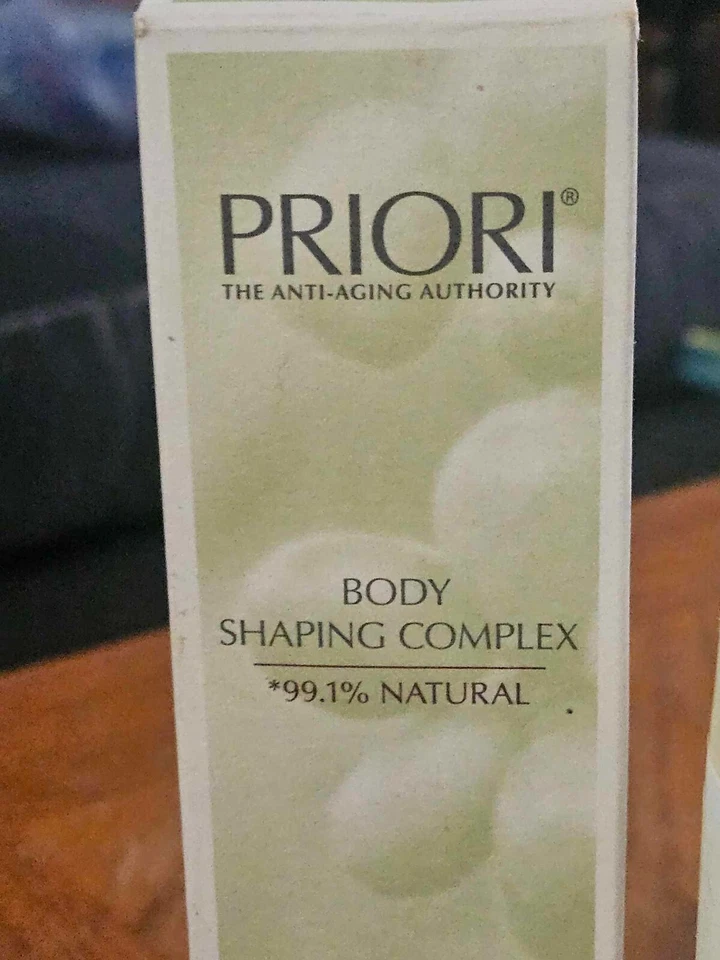 PRIORI®
THE ANTI-AGING AUTHORITY
BODY
SHAPING COMPLEX
*99.1% NATURAL